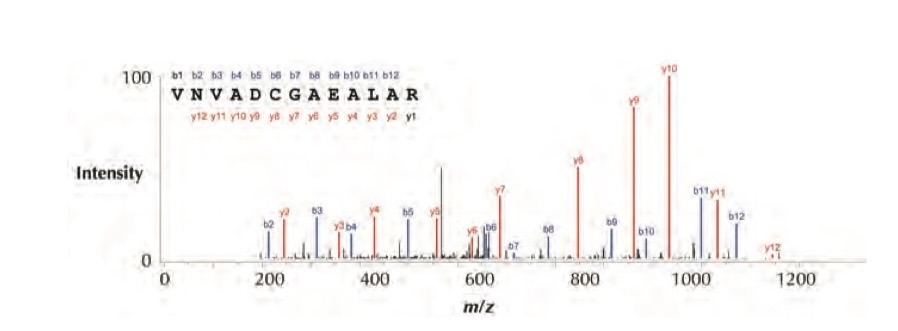 100
b1 b2 b3 b4 b5 b6 b7 b8 b9 b10 b11 b12
V N V A D C G A E A L A R
y12 y11 y10 y9 y8 y7 y6 y5 y4 y3 y2 y1
y10
y9
y8
Intensity
y7
b11 y11
b2 y2 b3 y3 b4 y4 b5 y5 y6 b6 b7 b8 b9 b10 b12 y12
0
0 200 400 600 800 1000 1200
m/z